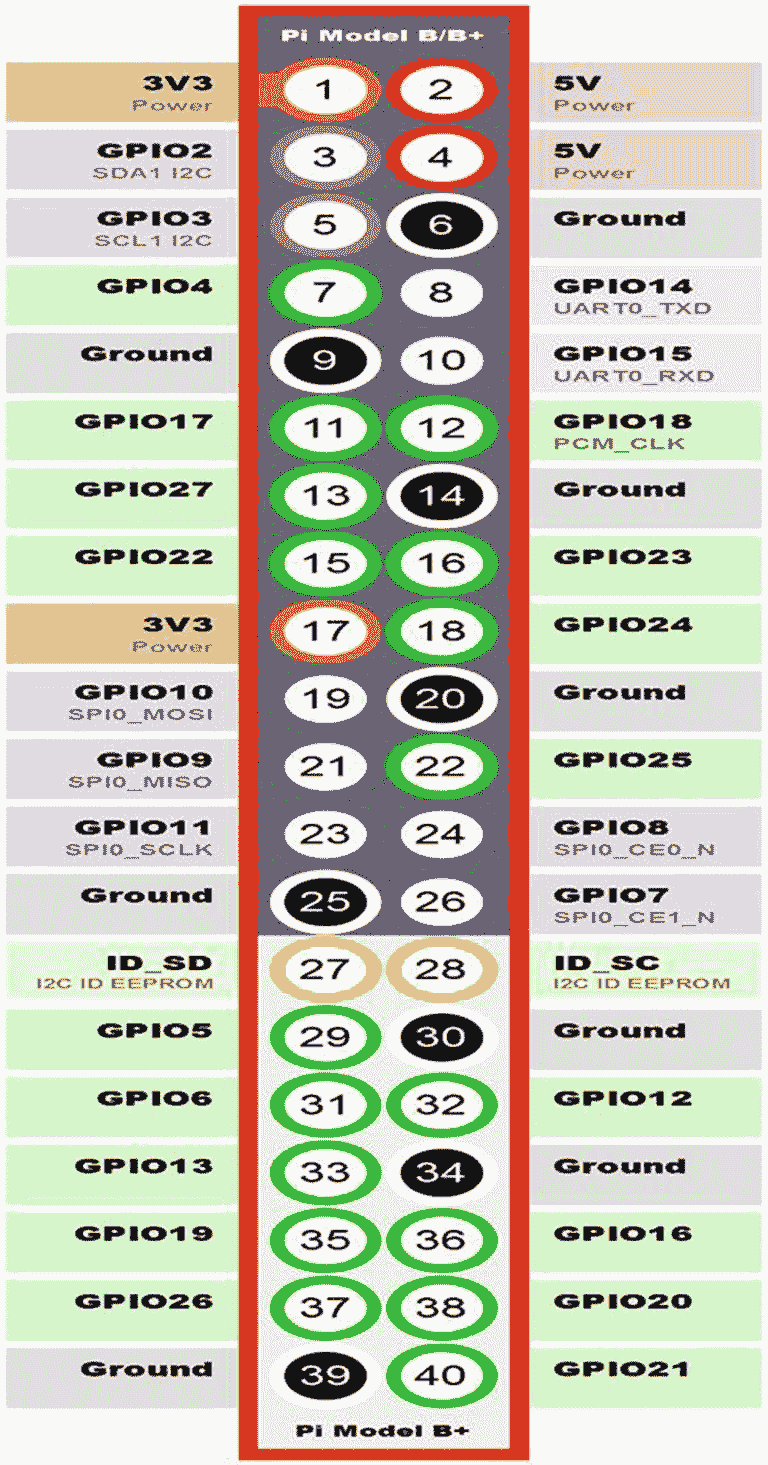 Pi Model B/B+
3V3 1 2 5V
Power Power
GPIO2 3 4 5V
SDA1 I2C Power
GPIO3 5 6 Ground
SCL1 I2C
GPIO4 7 8 GPIO14
UART0_TXD
Ground 9 10 GPIO15
UART0_RXD
GPIO17 11 12 GPIO18
PCM_CLK
GPIO27 13 14 Ground
GPIO22 15 16 GPIO23
3V3 17 18 GPIO24
Power
GPIO10 19 20 Ground
SPI0_MOSI
GPIO9 21 22 GPIO25
SPI0_MISO
GPIO11 23 24 GPIO8
SPI0_SCLK SPI0_CE0_N
Ground 25 26 GPIO7
SPI0_CE1_N
ID_SD 27 28 ID_SC
I2C ID EEPROM I2C ID EEPROM
GPIO5 29 30 Ground
GPIO6 31 32 GPIO12
GPIO13 33 34 Ground
GPIO19 35 36 GPIO16
GPIO26 37 38 GPIO20
Ground 39 40 GPIO21
Pi Model B+